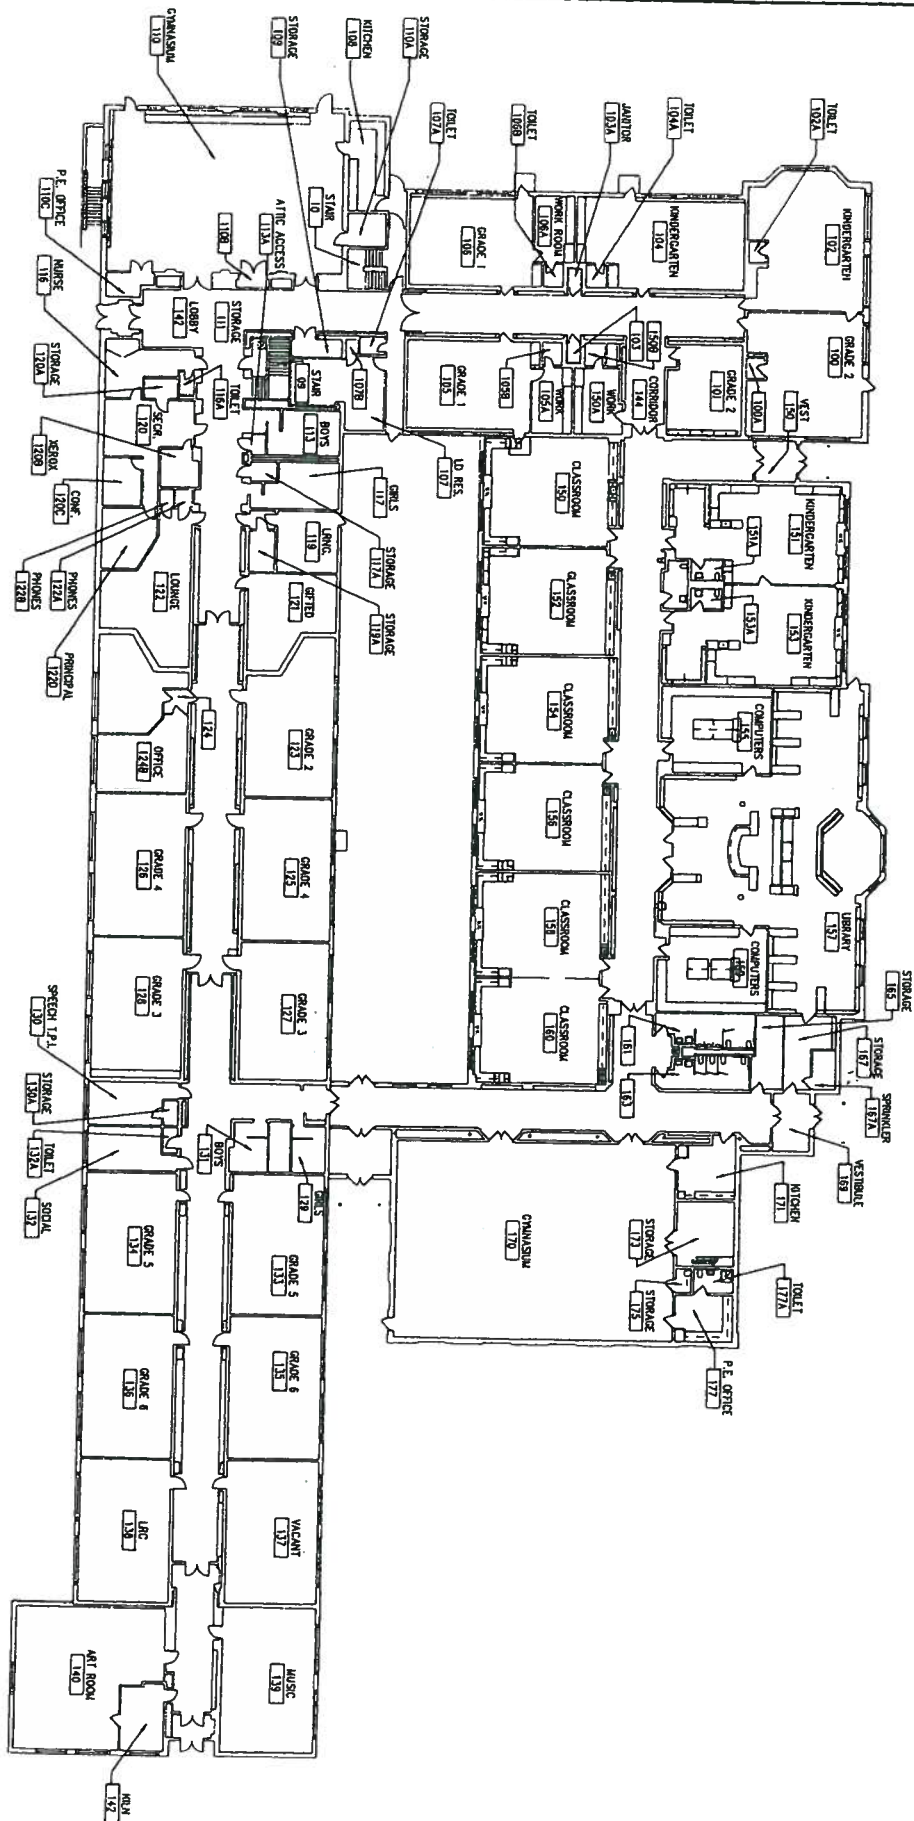 TOILET
102A
TOILET
104A
JANITOR
103A
TOILET
106B
TOILET
107A
STORAGE
110A
KITCHEN
108
STORAGE
109
GYMNASIUM
110
KINDERGARTEN
102
GRADE 2
100
100A
VEST
150
KINDERGARTEN
104
WORK ROOM
106A
GRADE 1
106
STAIR
10
ATTIC ACCESS
113A
110B
P.E. OFFICE
110C
NURSE
116
STORAGE
120A
XEROX
120B
CONF.
120C
PHONES
122A
PHONES
122B
PRINCIPAL
122D
GRADE 2
101
CORRIDOR
144
150B
103
WORK
150A
WORK
105A
105B
GRADE 1
105
107B
LD RES.
107
STAIR
09
STORAGE
111
LOBBY
142
BOYS
113
GIRLS
117
STORAGE
117A
LRNG.
119
STORAGE
119A
GIFTED
121
TOILET
116A
SECR.
120
LOUNGE
122
124
OFFICE
124B
KINDERGARTEN
151
151A
KINDERGARTEN
153
153A
COMPUTERS
155
LIBRARY
157
COMPUTERS
STORAGE
165
STORAGE
167
SPRINKLER
167A
VESTIBULE
169
KITCHEN
171
STORAGE
173
STORAGE
175
TOILET
177A
P.E. OFFICE
177
161
163
CLASSROOM
150
CLASSROOM
152
CLASSROOM
154
CLASSROOM
156
CLASSROOM
158
CLASSROOM
160
GYMNASIUM
170
GRADE 2
123
GRADE 4
125
GRADE 3
127
GIRLS
129
BOYS
131
GRADE 5
133
GRADE 6
135
VACANT
137
MUSIC
139
GRADE 4
126
GRADE 3
128
SPEECH T.P.I.
130
STORAGE
130A
TOILET
132A
SOCIAL
132
GRADE 5
134
GRADE 6
136
LRC
138
ART ROOM
140
KILN
142